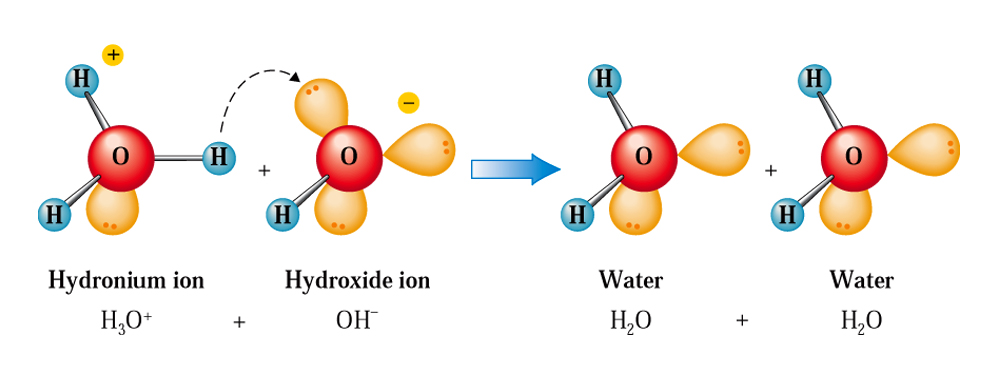 H + H
O H + O − O O
H H H H
+ +
Hydronium ion Hydroxide ion Water Water
H₃O⁺ + OH⁻ H₂O + H₂O